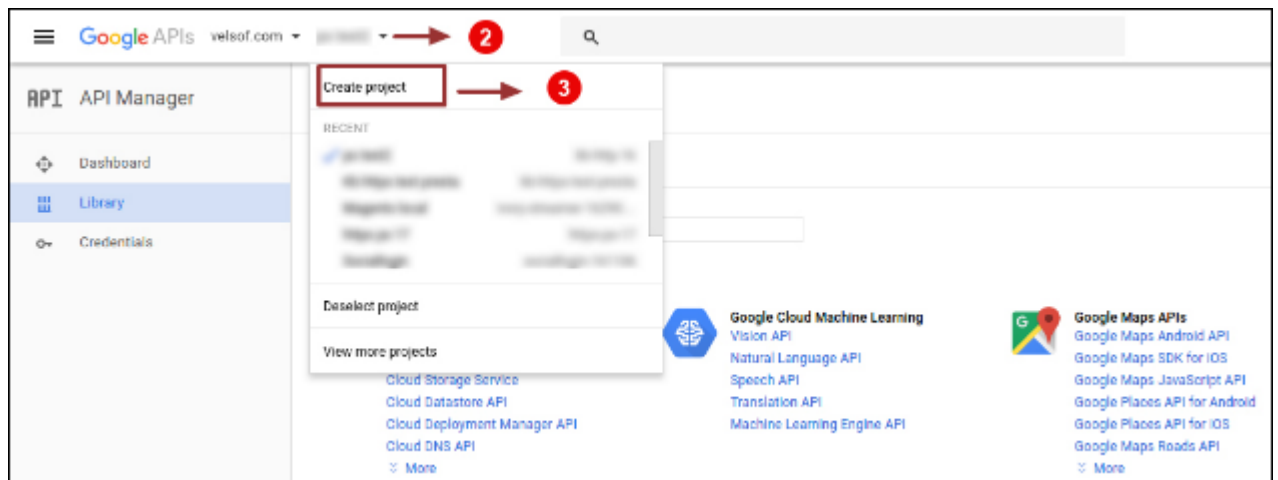 Google APIs velsof.com 2
API API Manager
Create project 3
RECENT
Dashboard
Library
Credentials
Deselect project
View more projects
Cloud Storage Service
Cloud Datastore API
Cloud Deployment Manager API
Cloud DNS API
More
Google Cloud Machine Learning
Vision API
Natural Language API
Speech API
Translation API
Machine Learning Engine API
G
Google Maps APIs
Google Maps Android API
Google Maps SDK for iOS
Google Maps JavaScript API
Google Places API for Android
Google Places API for iOS
Google Maps Roads API
More